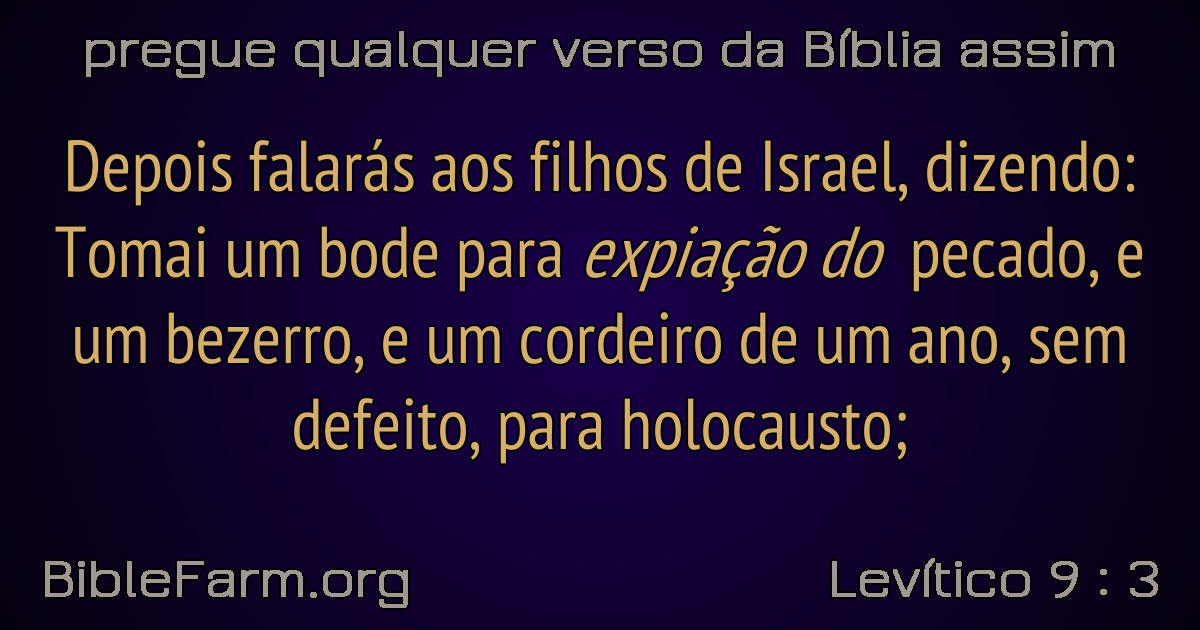 pregue qualquer verso da Bíblia assim
Depois falarás aos filhos de Israel, dizendo:
Tomai um bode para expiação do pecado, e
um bezerro, e um cordeiro de um ano, sem
defeito, para holocausto;
BibleFarm.org
Levítico 9 : 3